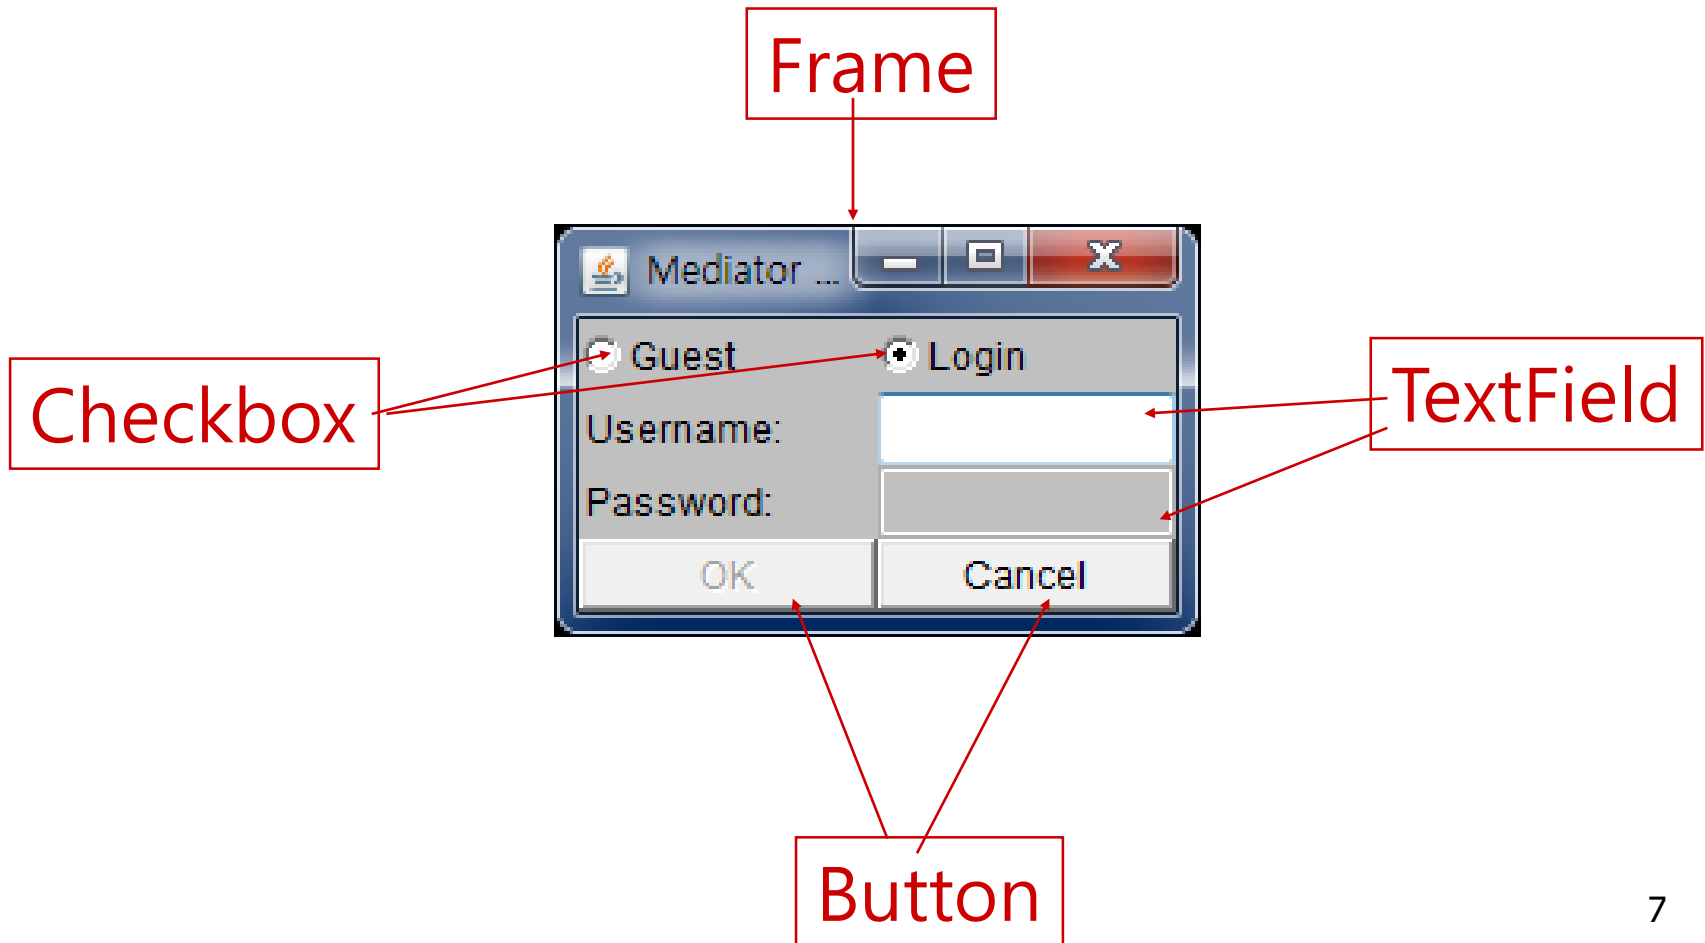 Frame
Mediator ...
Guest
Login
Checkbox
TextField
Username:
Password:
OK
Cancel
Button
7